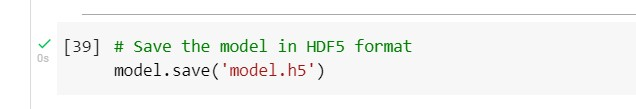 [39] # Save the model in HDF5 format
model.save('model.h5')
0s